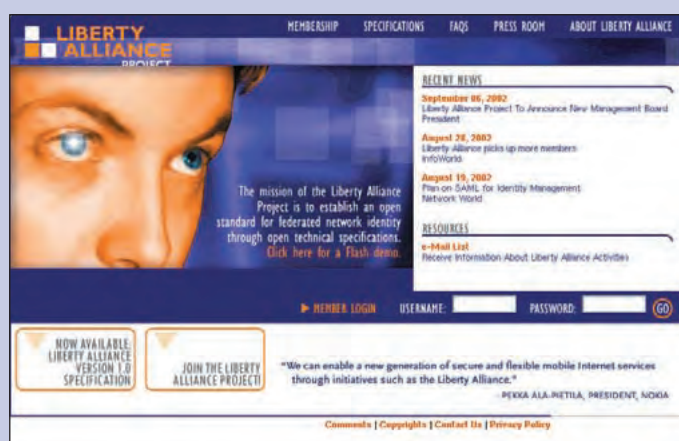 LIBERTY
ALLIANCE
PROJECT
MEMBERSHIP SPECIFICATIONS FAQS PRESS ROOM ABOUT LIBERTY ALLIANCE
The mission of the Liberty Alliance
Project is to establish an open
standard for federated network identity
through open technical specifications.
Click here for a Flash demo.
RECENT NEWS
September 06, 2002
Liberty Alliance Project To Announce New Management Board
President
August 28, 2002
Liberty Alliance picks up more members
InfoWorld
August 19, 2002
Plan on SAML for Identity Management
Network World
RESOURCES
e-Mail List
Receive Information About Liberty Alliance Activities
MEMBER LOGIN USERNAME: PASSWORD: GO
NOW AVAILABLE:
LIBERTY ALLIANCE
VERSION 1.0
SPECIFICATION
JOIN THE LIBERTY
ALLIANCE PROJECT!
"We can enable a new generation of secure and flexible mobile Internet services
through initiatives such as the Liberty Alliance."
- PEKKA ALA-PIETILA, PRESIDENT, NOKIA
Comments | Copyrights | Contact Us | Privacy Policy